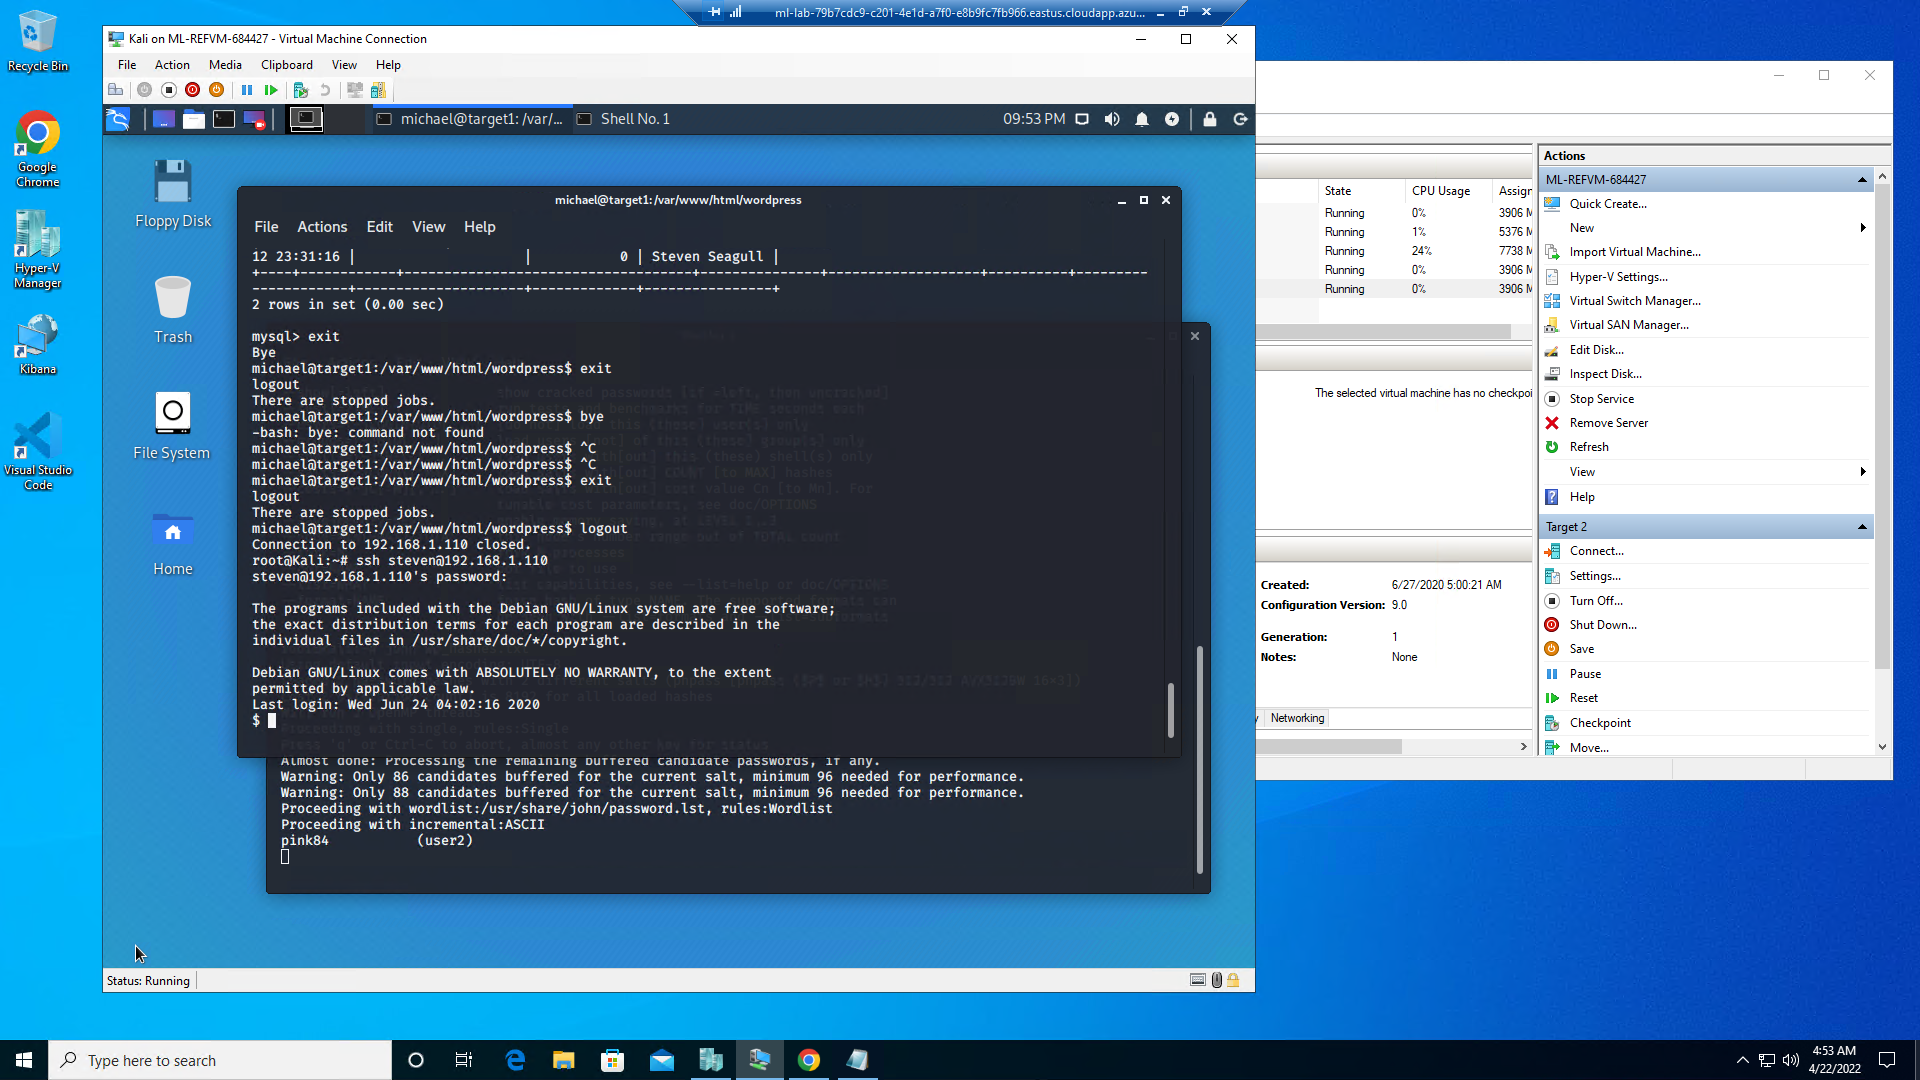 ml-lab-79b7cdc9-c201-4e1d-a7f0-e8b9fc7fb966.eastus.cloudapp.azu...
Recycle Bin
Google Chrome
Hyper-V Manager
Kibana
Visual Studio Code
Kali on ML-REFVM-684427 - Virtual Machine Connection
File Action Media Clipboard View Help
michael@target1: /var/...
Shell No. 1
09:53 PM
Floppy Disk
Trash
File System
Home
michael@target1:/var/www/html/wordpress
File Actions Edit View Help
12 23:31:16 | | 0 | Steven Seagull |
+----+------------+------------------------------------+---------------+-------------------+----------+---------
------------+---------------------+-------------+----------------+
2 rows in set (0.00 sec)
mysql> exit
Bye
michael@target1:/var/www/html/wordpress$ exit
logout
There are stopped jobs.
michael@target1:/var/www/html/wordpress$ bye
-bash: bye: command not found
michael@target1:/var/www/html/wordpress$ ^C
michael@target1:/var/www/html/wordpress$ ^C
michael@target1:/var/www/html/wordpress$ exit
logout
There are stopped jobs.
michael@target1:/var/www/html/wordpress$ logout
Connection to 192.168.1.110 closed.
root@Kali:~# ssh steven@192.168.1.110
steven@192.168.1.110's password:
The programs included with the Debian GNU/Linux system are free software;
the exact distribution terms for each program are described in the
individual files in /usr/share/doc/*/copyright.
Debian GNU/Linux comes with ABSOLUTELY NO WARRANTY, to the extent
permitted by applicable law.
Last login: Wed Jun 24 04:02:16 2020
$
Almost done: Processing the remaining buffered candidate passwords, if any.
Warning: Only 86 candidates buffered for the current salt, minimum 96 needed for performance.
Warning: Only 88 candidates buffered for the current salt, minimum 96 needed for performance.
Proceeding with wordlist:/usr/share/john/password.lst, rules:Wordlist
Proceeding with incremental:ASCII
pink84 (user2)
Status: Running
State CPU Usage Assign
Running 0% 3906 M
Running 1% 5376 M
Running 24% 7738 M
Running 0% 3906 M
Running 0% 3906 M
The selected virtual machine has no checkpoi
Created: 6/27/2020 5:00:21 AM
Configuration Version: 9.0
Generation: 1
Notes: None
Networking
Actions
ML-REFVM-684427
Quick Create...
New
Import Virtual Machine...
Hyper-V Settings...
Virtual Switch Manager...
Virtual SAN Manager...
Edit Disk...
Inspect Disk...
Stop Service
Remove Server
Refresh
View
Help
Target 2
Connect...
Settings...
Turn Off...
Shut Down...
Save
Pause
Reset
Checkpoint
Move...
Type here to search
4:53 AM
4/22/2022